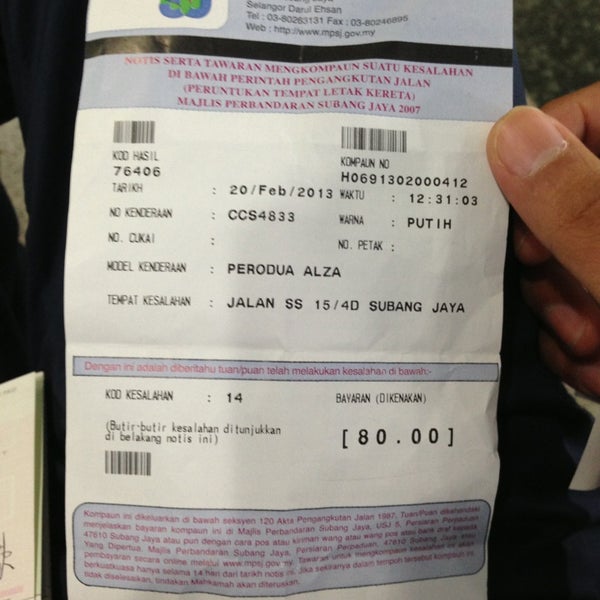 Selangor Darul Ehsan
Tel : 03-80263131 Fax : 03-80246895
Web : http://www.mpsj.gov.my
NOTIS SERTA TAWARAN MENGKOMPAUN SUATU KESALAHAN
DI BAWAH PERINTAH PENGANGKUTAN JALAN
(PERUNTUKAN TEMPAT LETAK KERETA)
MAJLIS PERBANDARAN SUBANG JAYA 2007
KOD HASIL
76406
KOMPAUN NO
H0691302000412
TARIKH : 20/Feb/2013 WAKTU : 12:31:03
NO KENDERAAN : CCS4833 WARNA : PUTIH
NO. CUKAI : NO. PETAK :
MODEL KENDERAAN : PERODUA ALZA
TEMPAT KESALAHAN : JALAN SS 15/4D SUBANG JAYA
Dengan ini adalah diberitahu tuan/puan telah melakukan kesalahan di bawah:-
KOD KESALAHAN : 14 BAYARAN (DIKENAKAN)
(Butir-butir kesalahan ditunjukkan
di belakang notis ini)
[80.00]
Kompaun ini dikeluarkan di bawah seksyen 120 Akta Pengangkutan Jalan 1987. Tuan/Puan dikehendaki
menjelaskan bayaran kompaun ini di Majlis Perbandaran Subang Jaya, USJ 5, Persiaran Perpaduan
47610 Subang Jaya atau pun dengan cara pos atau kiriman wang atau wang pos atau bank draf kepada
Yang Dipertua, Majlis Perbandaran Subang Jaya, Persiaran Perpaduan, 47610 Subang Jaya atau
pembayaran secara online melalui www.mpsj.gov.my. Tawaran untuk mengkompaun kesalahan ini akan
berkuatkuasa hanya selama 14 hari dari tarikh notis ini. Jika sekiranya dalam tempoh tersebut kompaun ini
tidak diselesaikan, tindakan Mahkamah akan diteruskan.